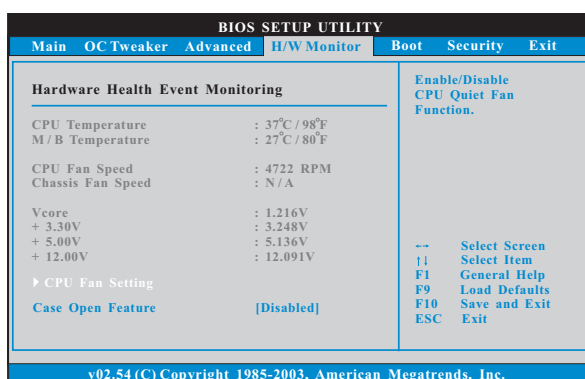 BIOS SETUP UTILITY
Main OC Tweaker Advanced H/W Monitor Boot Security Exit
Hardware Health Event Monitoring
CPU Temperature : 37°C / 98°F
M / B Temperature : 27°C / 80°F
CPU Fan Speed : 4722 RPM
Chassis Fan Speed : N / A
Vcore : 1.216V
+ 3.30V : 3.248V
+ 5.00V : 5.136V
+ 12.00V : 12.091V
CPU Fan Setting
Case Open Feature [Disabled]
Enable/Disable
CPU Quiet Fan
Function.
←→ Select Screen
↑↓ Select Item
F1 General Help
F9 Load Defaults
F10 Save and Exit
ESC Exit
v02.54 (C) Copyright 1985-2003, American Megatrends, Inc.